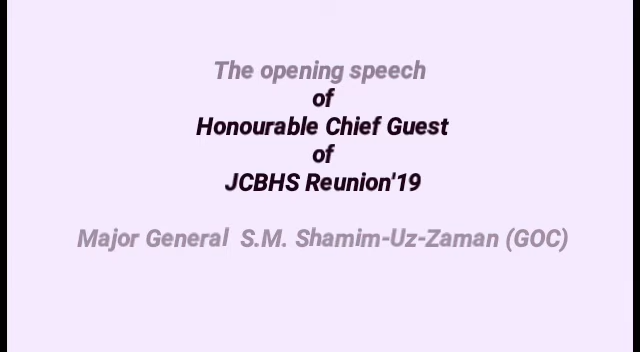 The opening speech
of
Honourable Chief Guest
of
JCBHS Reunion'19
Major General S.M. Shamim-Uz-Zaman (GOC)